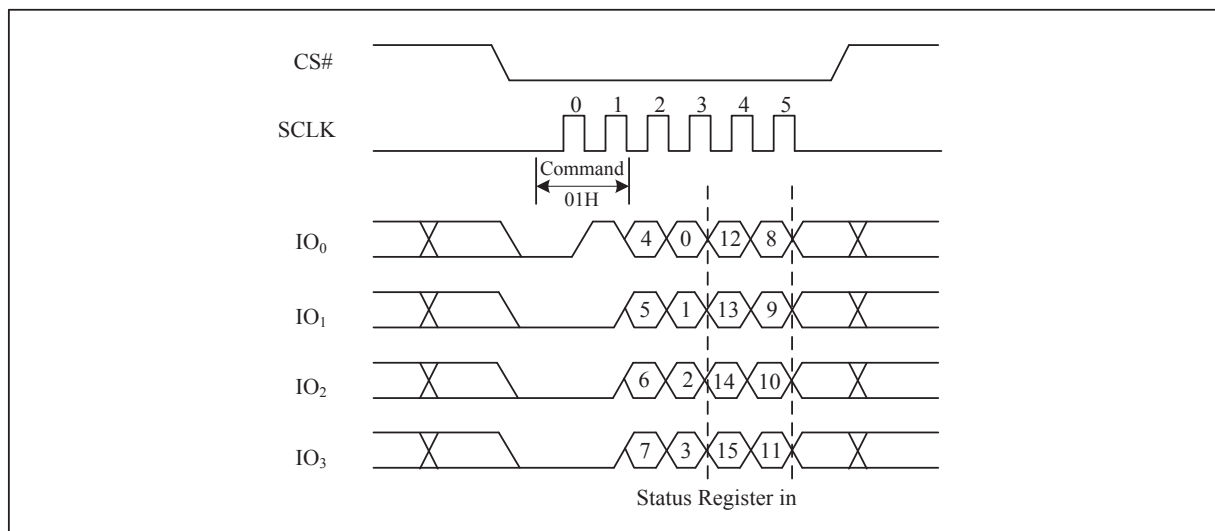 CS#
0 1 2 3 4 5
SCLK
Command
01H
IO0 4 0 12 8
IO1 5 1 13 9
IO2 6 2 14 10
IO3 7 3 15 11
Status Register in